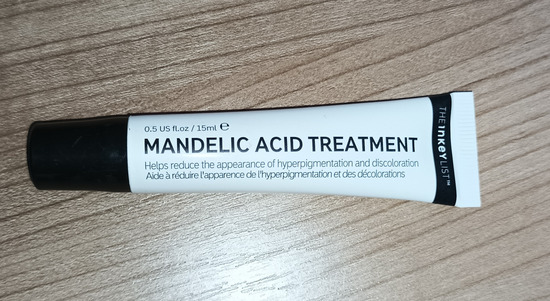 0.5 US fl.oz / 15ml ℮
MANDELIC ACID TREATMENT
Helps reduce the appearance of hyperpigmentation and discoloration
Aide à réduire l'apparence de l'hyperpigmentation et des décolorations
THE INKEY LIST™